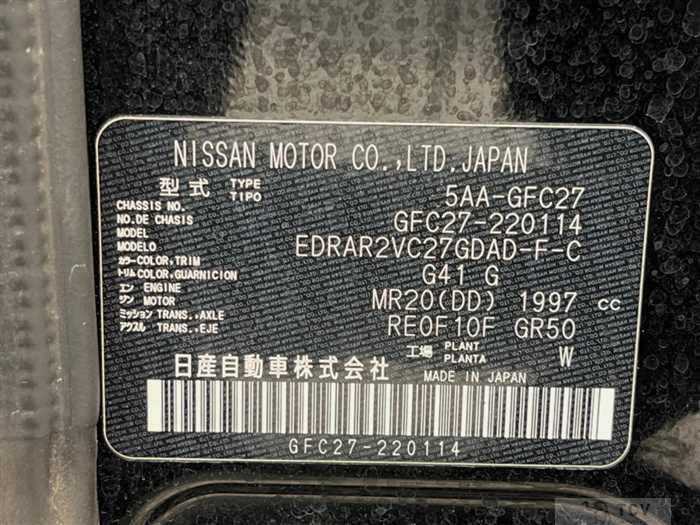 NISSAN MOTOR CO.,LTD.JAPAN
型式 TYPE TIPO 5AA-GFC27
CHASSIS NO.
NO.DE CHASIS GFC27-220114
MODEL
MODELO EDRAR2VC27GDAD-F-C
カラー COLOR,TRIM
トリム COLOR,GUARNICION G41 G
エン ENGINE
ジン MOTOR MR20(DD) 1997 cc
ミッション TRANS.,AXLE
アクスル TRANS.,EJE RE0F10F GR50
工場 PLANT PLANTA W
日産自動車株式会社 MADE IN JAPAN
GFC27-220114